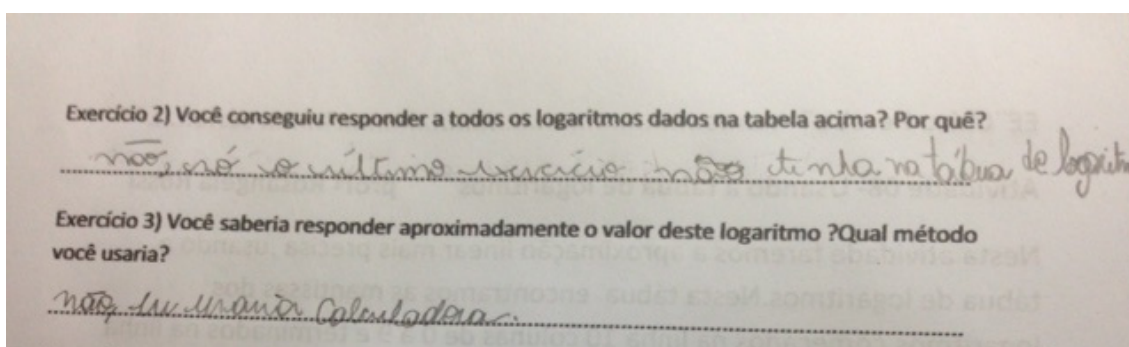 Exercício 2) Você conseguiu responder a todos os logaritmos dados na tabela acima? Por quê?
não, só o último exercício não tinha na tábua de logaritm
Exercício 3) Você saberia responder aproximadamente o valor deste logaritmo ?Qual método
você usaria?
não, eu usaria Calculadora.